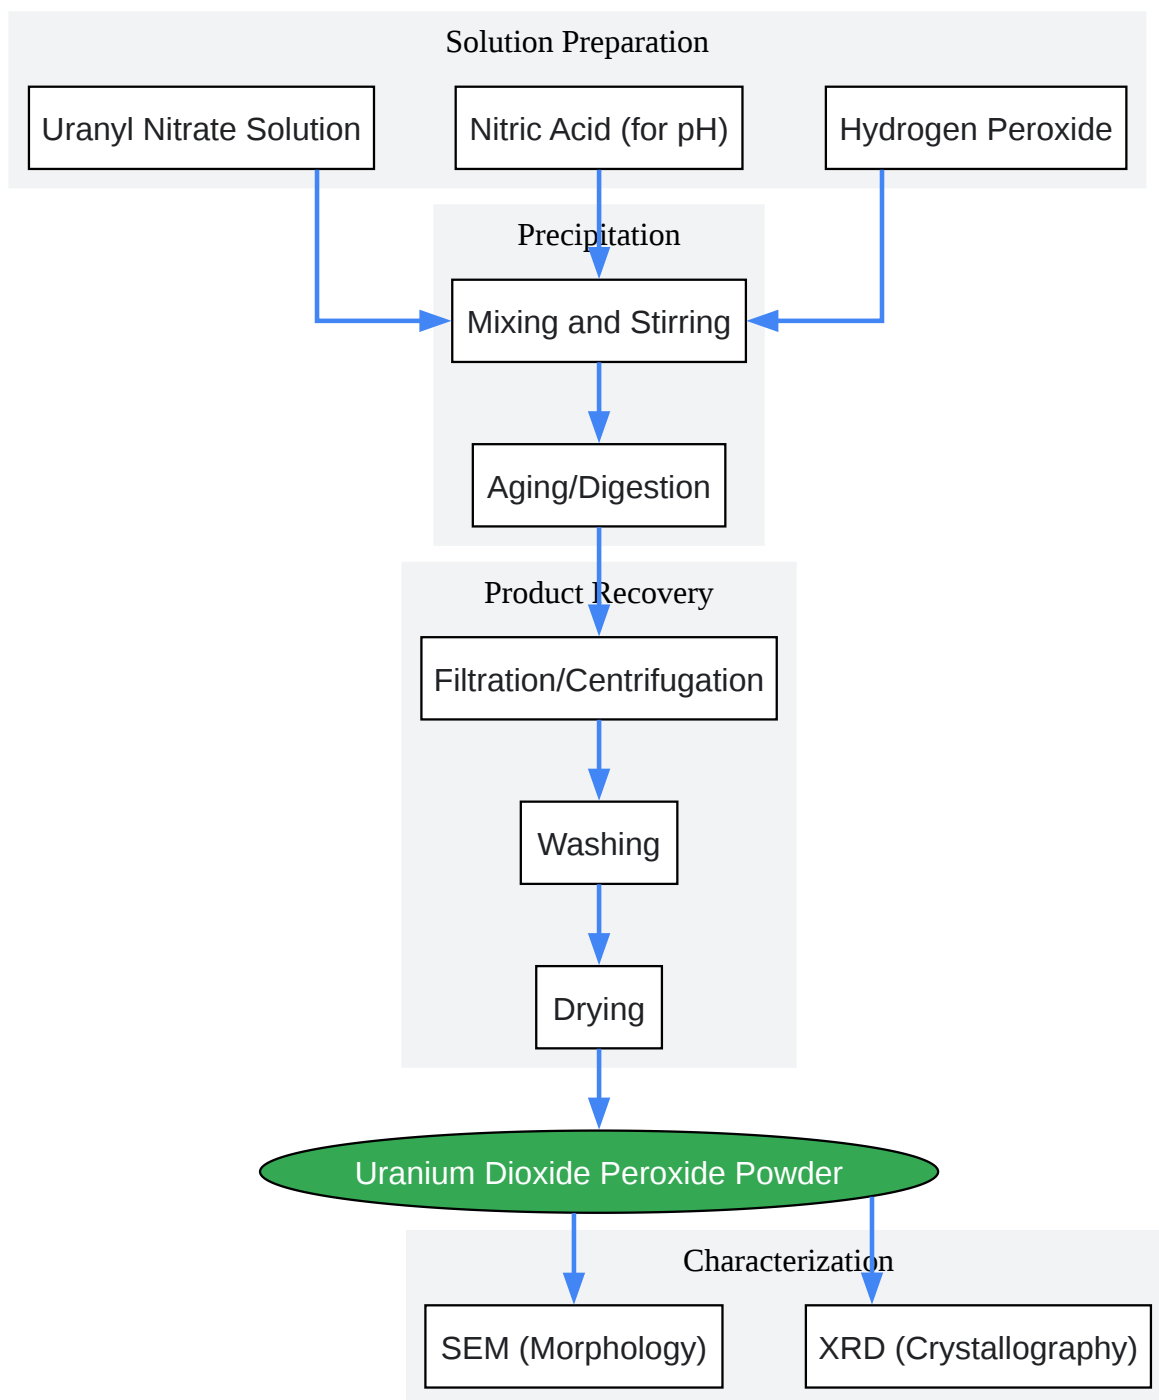 Solution Preparation
Uranyl Nitrate Solution
Nitric Acid (for pH)
Hydrogen Peroxide
Precipitation
Mixing and Stirring
Aging/Digestion
Product Recovery
Filtration/Centrifugation
Washing
Drying
Uranium Dioxide Peroxide Powder
Characterization
SEM (Morphology)
XRD (Crystallography)